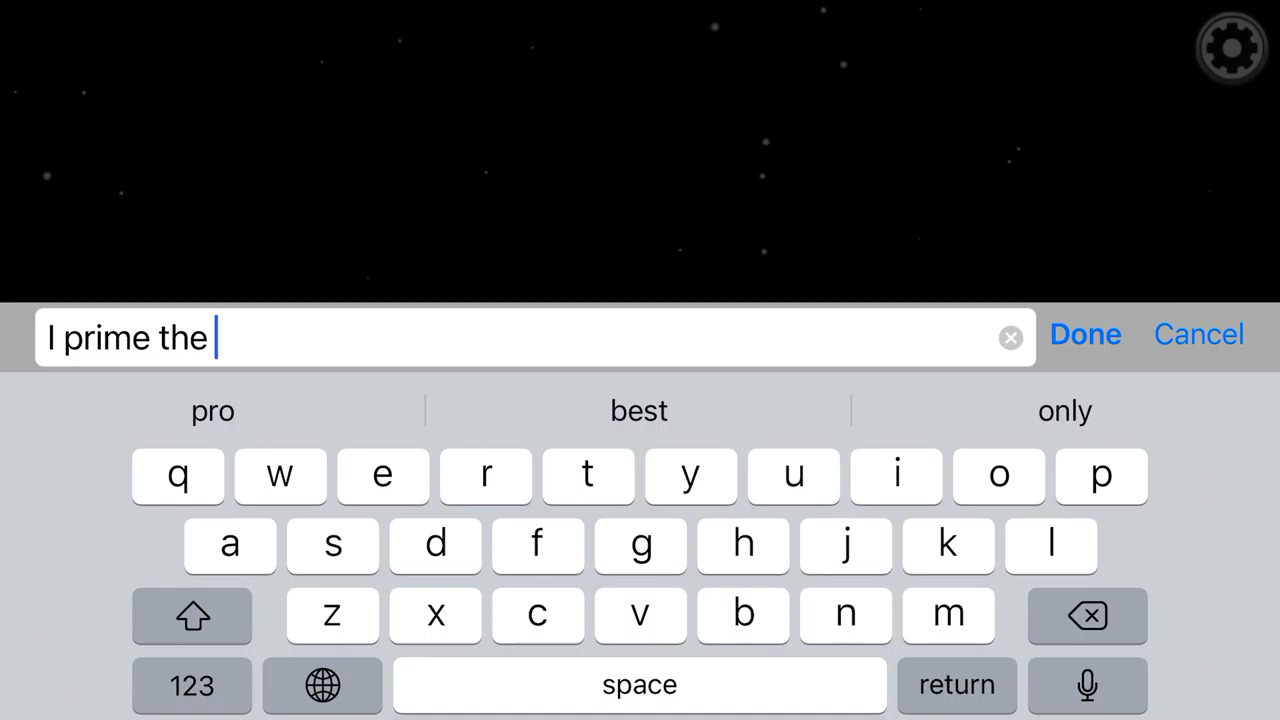 I prime the
Done Cancel
pro best only
q w e r t y u i o p
a s d f g h j k l
z x c v b n m
123 space return